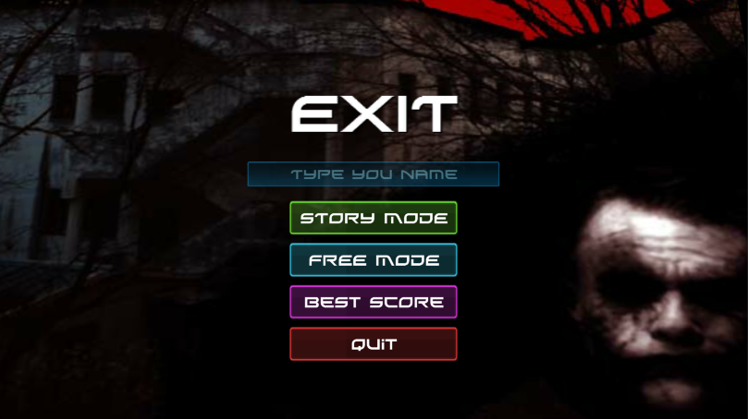 EXIT
TYPE YOU NAME
STORY MODE
FREE MODE
BEST SCORE
QUIT